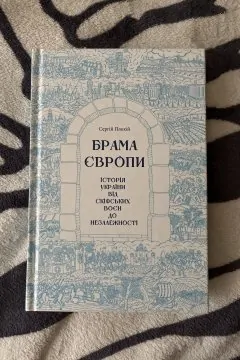 Сергій Плохій
БРАМА
ЄВРОПИ
ІСТОРІЯ
УКРАЇНИ
ВІД
СКІФСЬКИХ
ВОЄН
ДО
НЕЗАЛЕЖНОСТІ